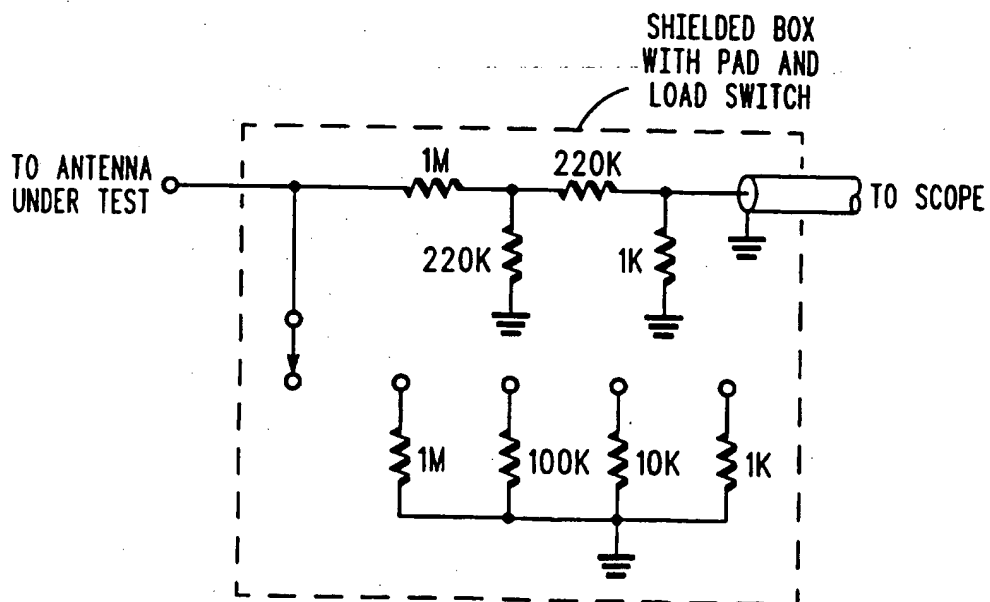 SHIELDED BOX
WITH PAD AND
LOAD SWITCH
TO ANTENNA
UNDER TEST
1M
220K
TO SCOPE
220K
1K
1M
100K
10K
1K